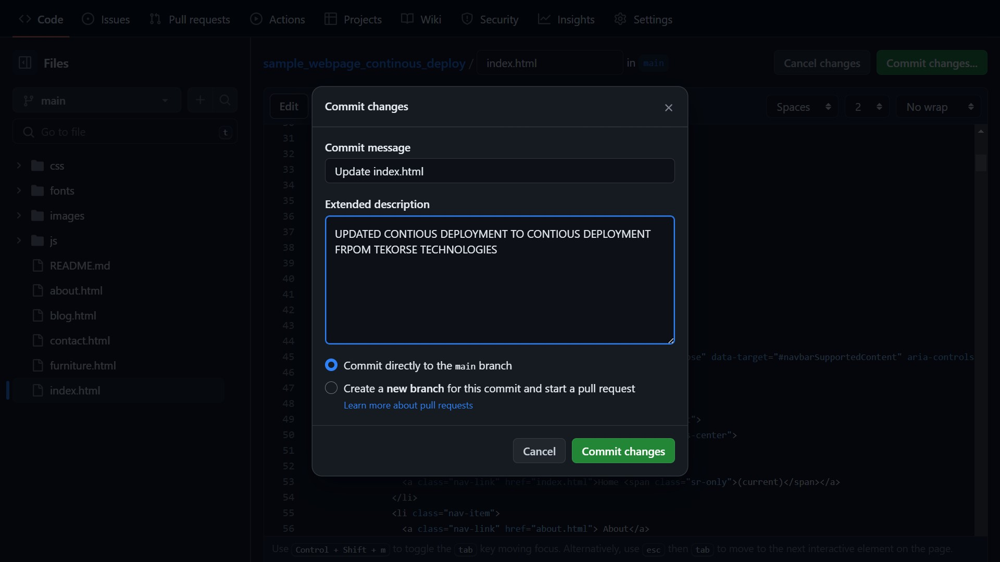 Code Issues Pull requests Actions Projects Wiki Security Insights Settings
Files
sample_webpage_continous_deploy / index.html in main Cancel changes Commit changes...
main
Go to file t
css
fonts
images
js
README.md
about.html
blog.html
contact.html
furniture.html
index.html
Edit
Spaces 2 No wrap
Commit changes
Commit message
Update index.html
Extended description
UPDATED CONTIOUS DEPLOYMENT TO CONTIOUS DEPLOYMENT
FRPOM TEKORSE TECHNOLOGIES
Commit directly to the main branch
Create a new branch for this commit and start a pull request
Learn more about pull requests
Cancel Commit changes
31
32
33
34
35
36
37
38
39
40
41
42
43
44
45 data-target="#navbarSupportedContent" aria-controls
46
47
48
49 ">
50 -center">
51
52
53 <a class="nav-link" href="index.html">Home <span class="sr-only">(current)</span></a>
54 </li>
55 <li class="nav-item">
56 <a class="nav-link" href="about.html"> About</a>
Use Control + Shift + m to toggle the tab key moving focus. Alternatively, use esc then tab to move to the next interactive element on the page.